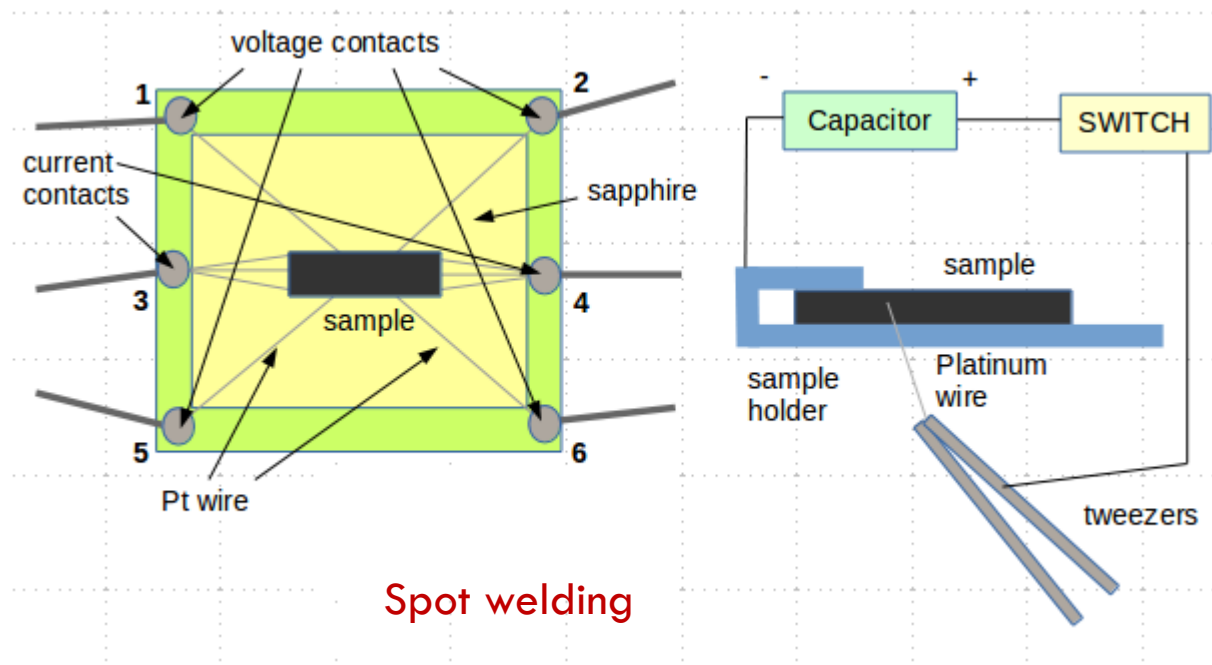 voltage contacts
1
2
current
contacts
sapphire
3
4
sample
5
6
Pt wire
-
+
Capacitor
SWITCH
sample
sample
holder
Platinum
wire
tweezers
Spot welding